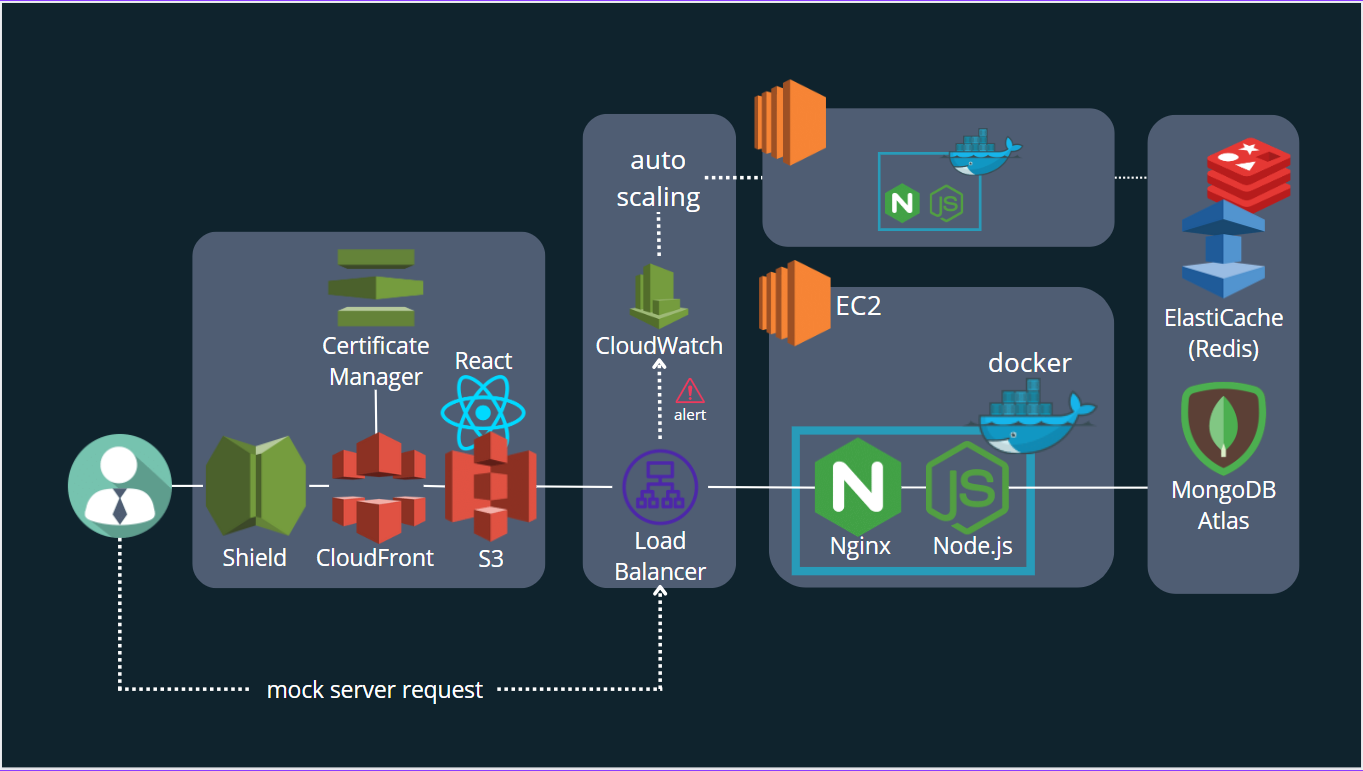 auto
scaling
N
JS
EC2
ElastiCache
(Redis)
Certificate
Manager
React
CloudWatch
alert
docker
N
JS
Shield
CloudFront
S3
Load
Balancer
Nginx
Node.js
MongoDB
Atlas
mock server request